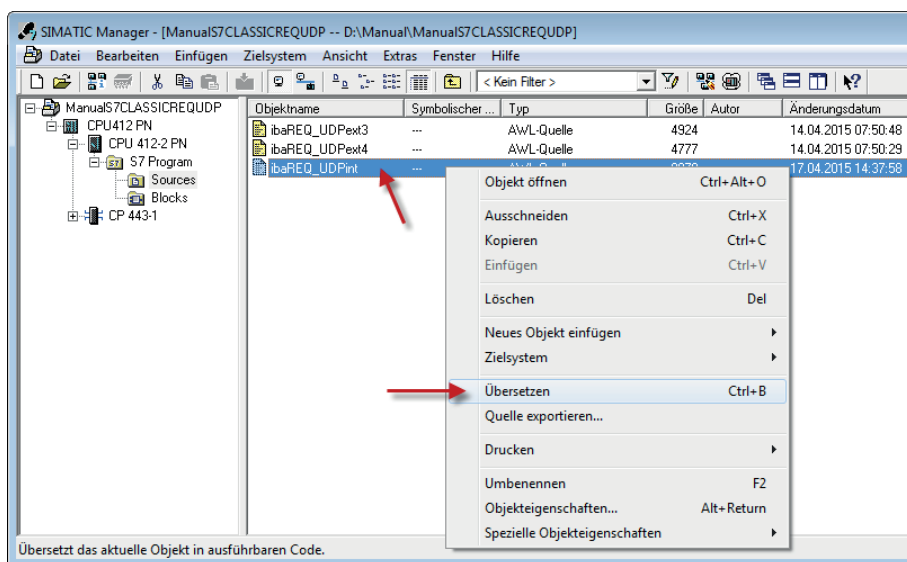 SIMATIC Manager - [ManualS7CLASSICREQUDP -- D:\Manual\ManualS7CLASSICREQUDP]
Datei Bearbeiten Einfügen Zielsystem Ansicht Extras Fenster Hilfe
< Kein Filter >
ManualS7CLASSICREQUDP
CPU412 PN
CPU 412-2 PN
S7 Program
Sources
Blocks
CP 443-1
Objektname Symbolischer ... Typ Größe Autor Änderungsdatum
ibaREQ_UDPext3 --- AWL-Quelle 4924 14.04.2015 07:50:48
ibaREQ_UDPext4 --- AWL-Quelle 4777 14.04.2015 07:50:29
ibaREQ_UDPint --- 17.04.2015 14:37:58
Objekt öffnen Ctrl+Alt+O
Ausschneiden Ctrl+X
Kopieren Ctrl+C
Einfügen Ctrl+V
Löschen Del
Neues Objekt einfügen
Zielsystem
Übersetzen Ctrl+B
Quelle exportieren...
Drucken
Umbenennen F2
Objekteigenschaften... Alt+Return
Spezielle Objekteigenschaften
Übersetzt das aktuelle Objekt in ausführbaren Code.